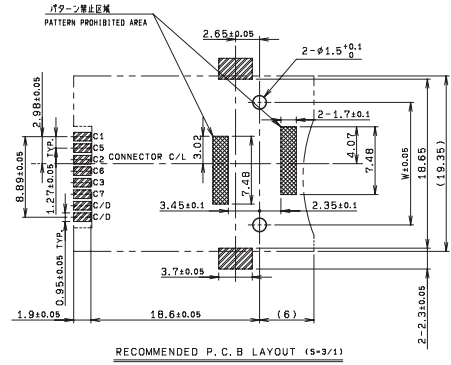 パターン禁止区域
PATTERN PROHIBITED AREA
2.65±0.05
2-φ1.5+0.1 0
2.98±0.05
TYP.
1.27±0.05
8.89±0.05
C1
C5
C2
C6
C3
C7
C/D
C/D
CONNECTOR C/L
3.02
7.48
2-1.7±0.1
4.07
7.48
W±0.05
18.65
(19.35)
3.45±0.1
2.35±0.1
0.95±0.05 TYP.
3.7±0.05
1.9±0.05
18.6±0.05
(6)
2-2.3±0.05
RECOMMENDED P.C.B LAYOUT (S=3/1)